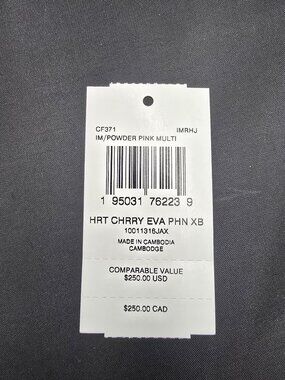 CF371 IMRHJ
IM/POWDER PINK MULTI
1 95031 76223 9
HRT CHRRY EVA PHN XB
10011316JAX
MADE IN CAMBODIA
CAMBODGE
COMPARABLE VALUE
$250.00 USD
$250.00 CAD